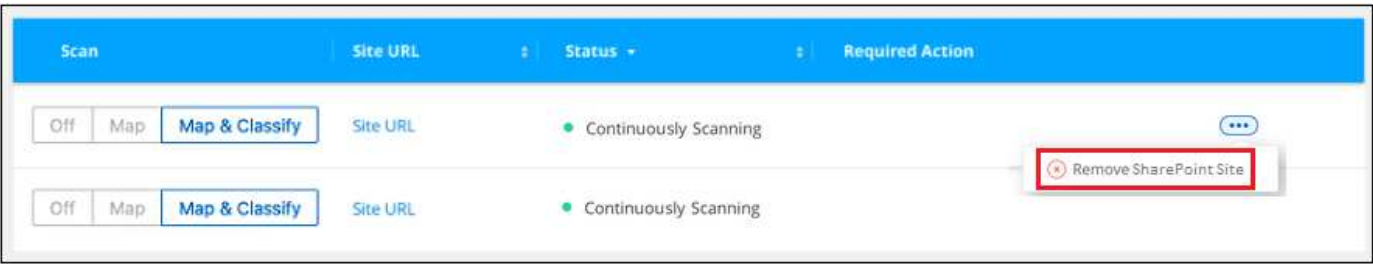 Scan Site URL Status Required Action
Off Map Map & Classify Site URL Continuously Scanning
Remove SharePoint Site
Off Map Map & Classify Site URL Continuously Scanning